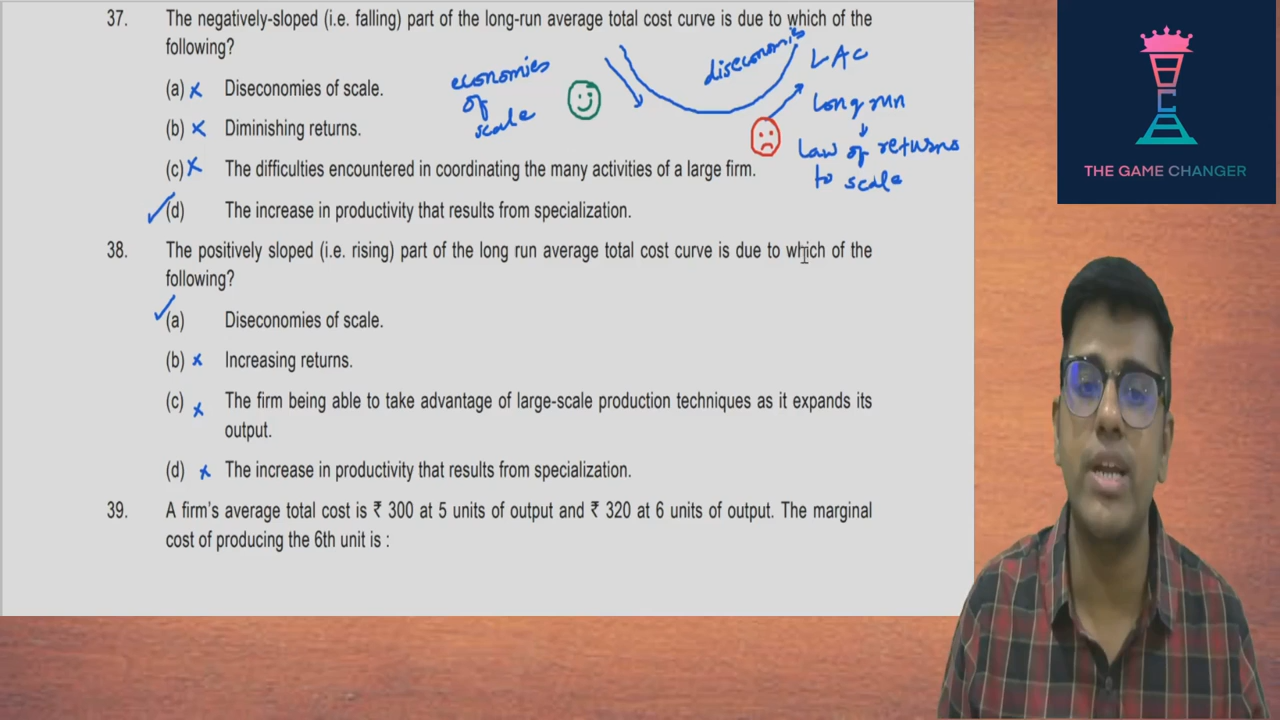 37. The negatively-sloped (i.e. falling) part of the long-run average total cost curve is due to which of the
following?
(a) x Diseconomies of scale.
(b) x Diminishing returns.
(c) x The difficulties encountered in coordinating the many activities of a large firm.
✓(d) The increase in productivity that results from specialization.
economies
of
scale
diseconomies
LAC
Long run
Law of returns
to scale
38. The positively sloped (i.e. rising) part of the long run average total cost curve is due to which of the
following?
✓(a) Diseconomies of scale.
(b) x Increasing returns.
(c) x The firm being able to take advantage of large-scale production techniques as it expands its
output.
(d) x The increase in productivity that results from specialization.
39. A firm's average total cost is ₹ 300 at 5 units of output and ₹ 320 at 6 units of output. The marginal
cost of producing the 6th unit is :
THE GAME CHANGER